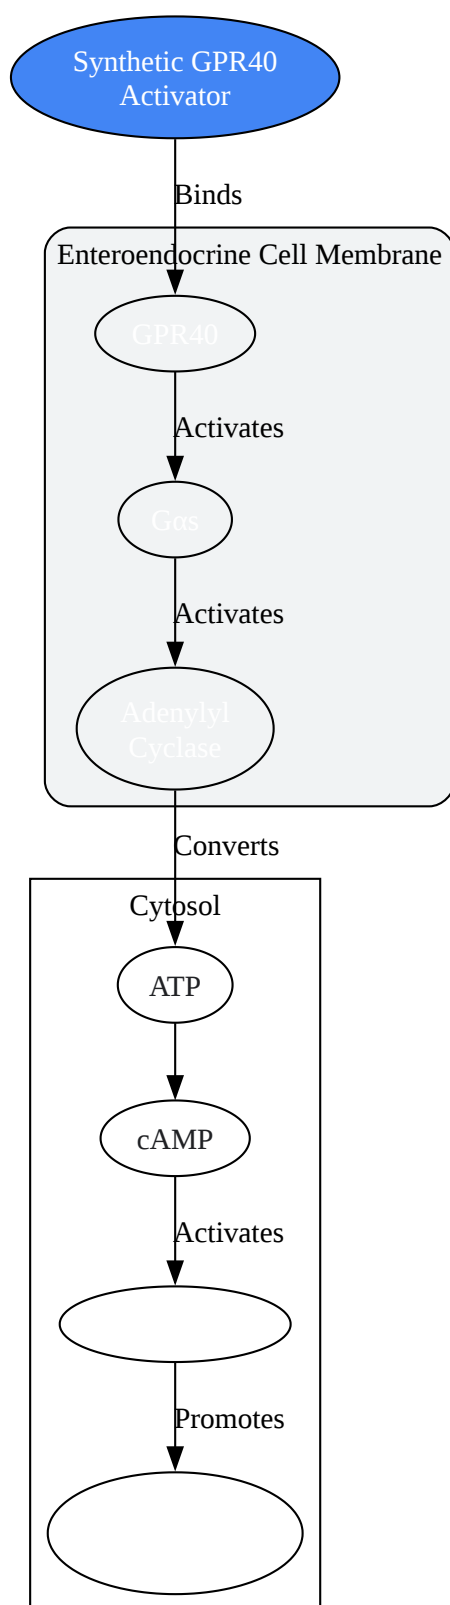 Synthetic GPR40
Activator
Binds
Enteroendocrine Cell Membrane
GPR40
Activates
Gαs
Activates
Adenylyl
Cyclase
Converts
Cytosol
ATP
cAMP
Activates
Promotes